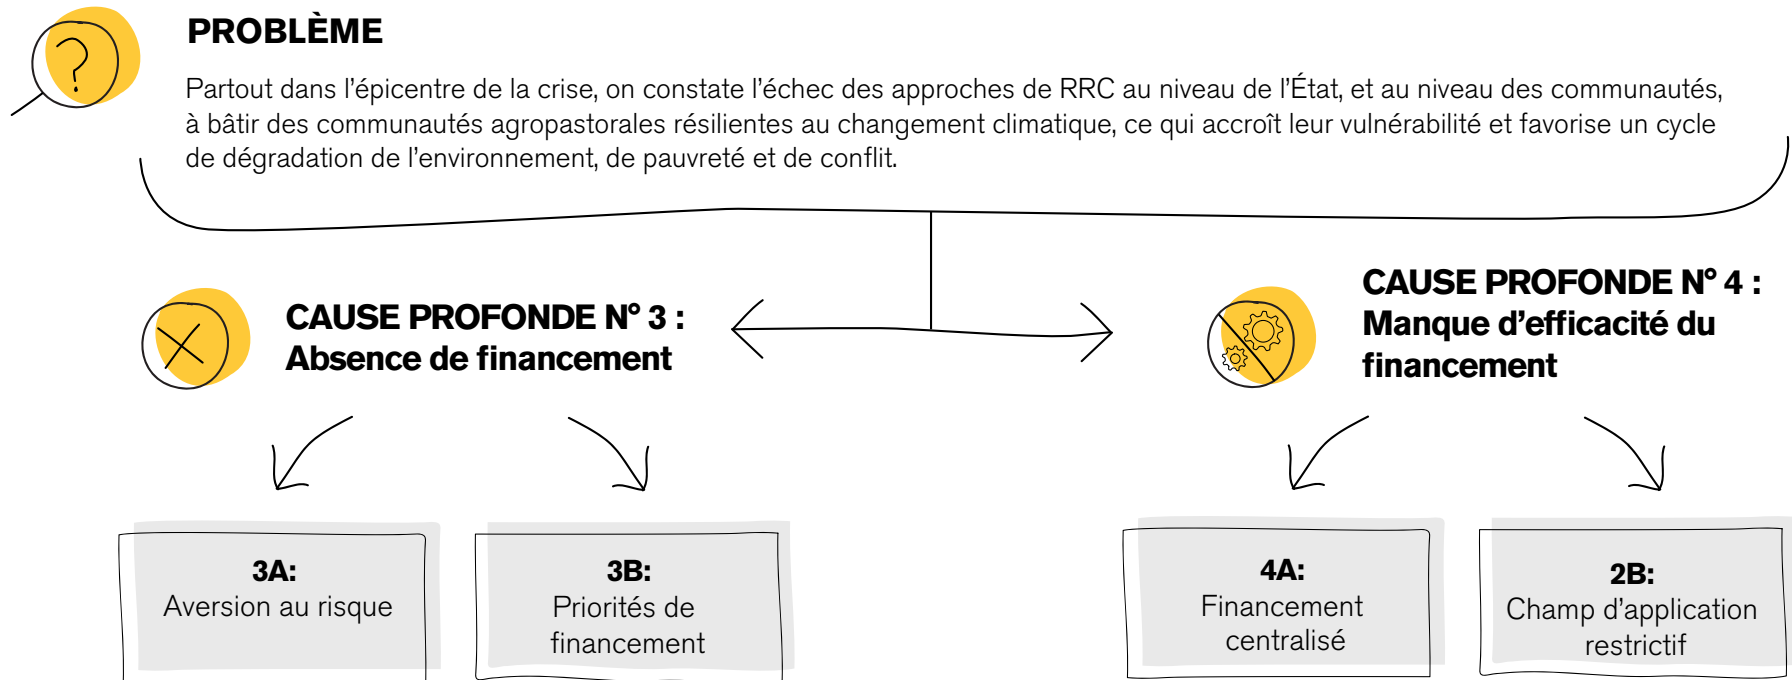 PROBLÈME
Partout dans l'épicentre de la crise, on constate l'échec des approches de RRC au niveau de l'État, et au niveau des communautés,
à bâtir des communautés agropastorales résilientes au changement climatique, ce qui accroît leur vulnérabilité et favorise un cycle
de dégradation de l'environnement, de pauvreté et de conflit.
CAUSE PROFONDE N° 3 :
Absence de financement
CAUSE PROFONDE N° 4 :
Manque d'efficacité du
financement
3A:
Aversion au risque
3B:
Priorités de
financement
4A:
Financement
centralisé
2B:
Champ d'application
restrictif